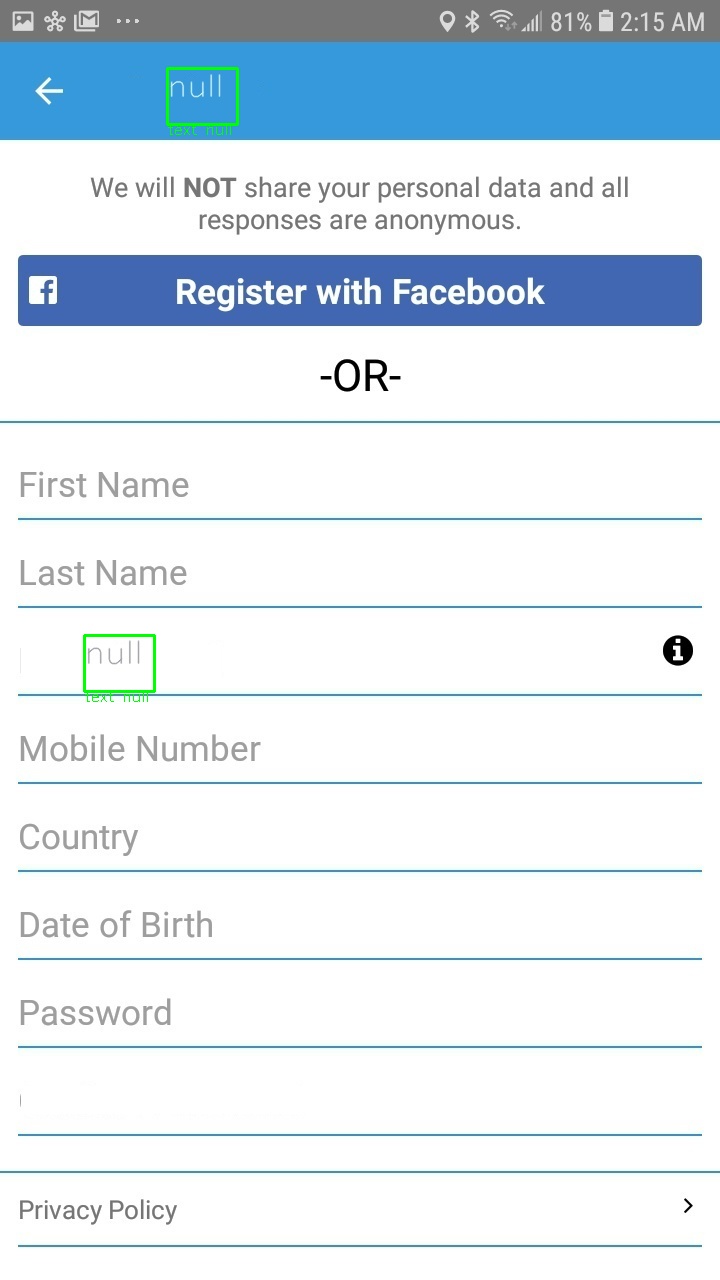 81% 2:15 AM
null
text null
We will NOT share your personal data and all
responses are anonymous.
Register with Facebook
-OR-
First Name
Last Name
null
text null
Mobile Number
Country
Date of Birth
Password
Privacy Policy